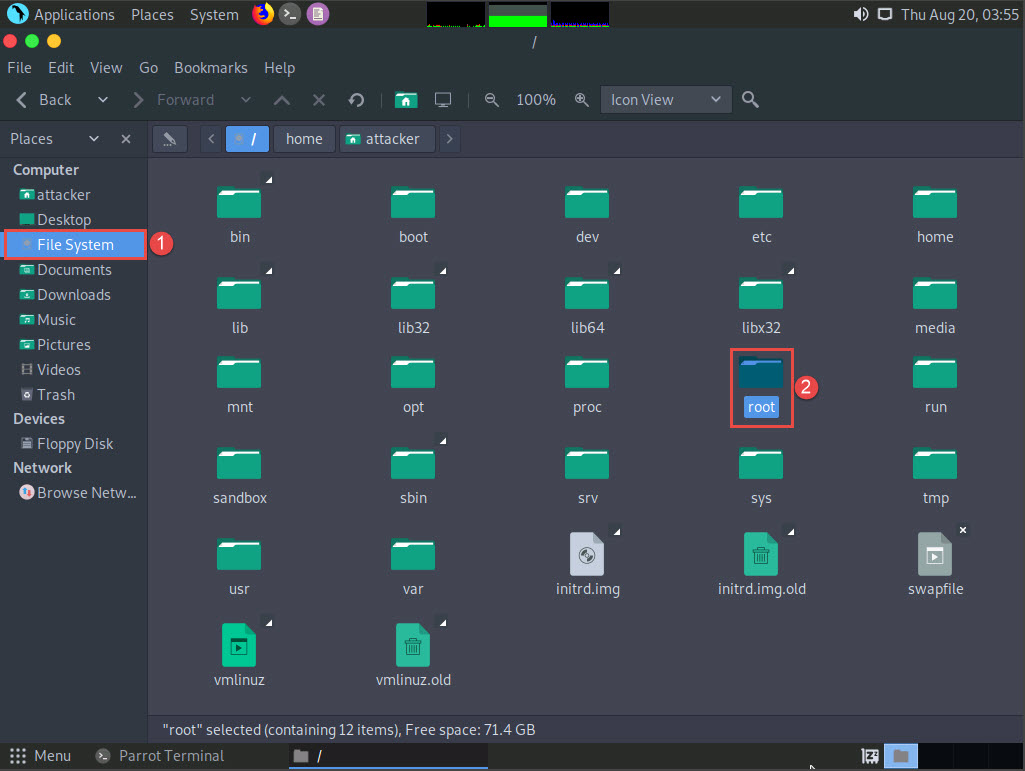 Applications Places System Thu Aug 20, 03:55
/
File Edit View Go Bookmarks Help
Back Forward 100% Icon View
Places / home attacker
Computer
attacker
Desktop
File System 1
Documents
Downloads
Music
Pictures
Videos
Trash
Devices
Floppy Disk
Network
Browse Netw...
bin boot dev etc home
lib lib32 lib64 libx32 media
mnt opt proc root run
2
sandbox sbin srv sys tmp
usr var initrd.img initrd.img.old swapfile
vmlinuz vmlinuz.old
"root" selected (containing 12 items), Free space: 71.4 GB
Menu Parrot Terminal /